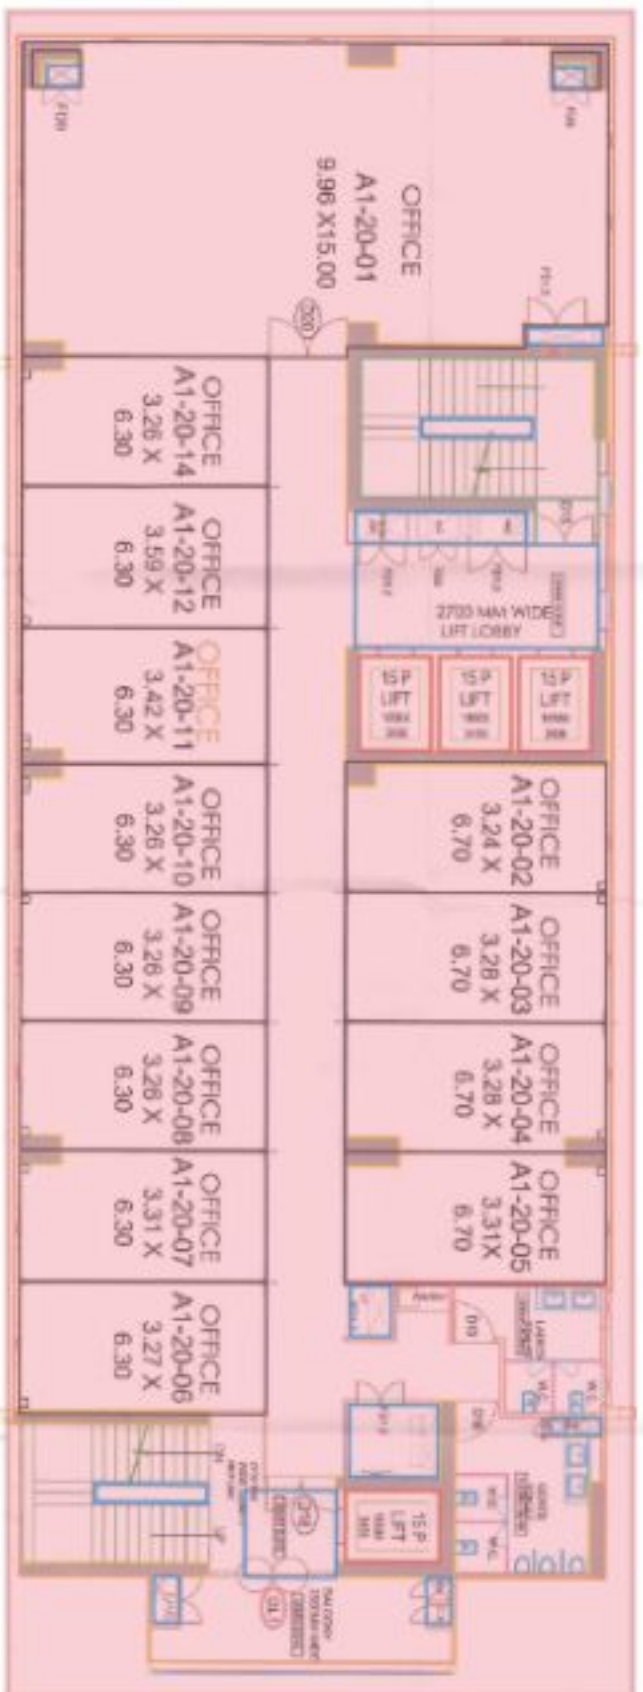 OFFICE
A1-20-01
9.96 X15.00
OFFICE
A1-20-14
3.26 X
6.30
OFFICE
A1-20-12
3.59 X
6.30
OFFICE
A1-20-11
3.42 X
6.30
OFFICE
A1-20-10
3.26 X
6.30
OFFICE
A1-20-09
3.26 X
6.30
OFFICE
A1-20-08
3.26 X
6.30
OFFICE
A1-20-07
3.31 X
6.30
OFFICE
A1-20-06
3.27 X
6.30
2700 MM WIDE
LIFT LOBBY
15 P
LIFT
15 P
LIFT
15 P
LIFT
OFFICE
A1-20-02
3.24 X
6.70
OFFICE
A1-20-03
3.28 X
6.70
OFFICE
A1-20-04
3.28 X
6.70
OFFICE
A1-20-05
3.31X
6.70
W.C.
W.C.
W.C.
15 P
LIFT
UP